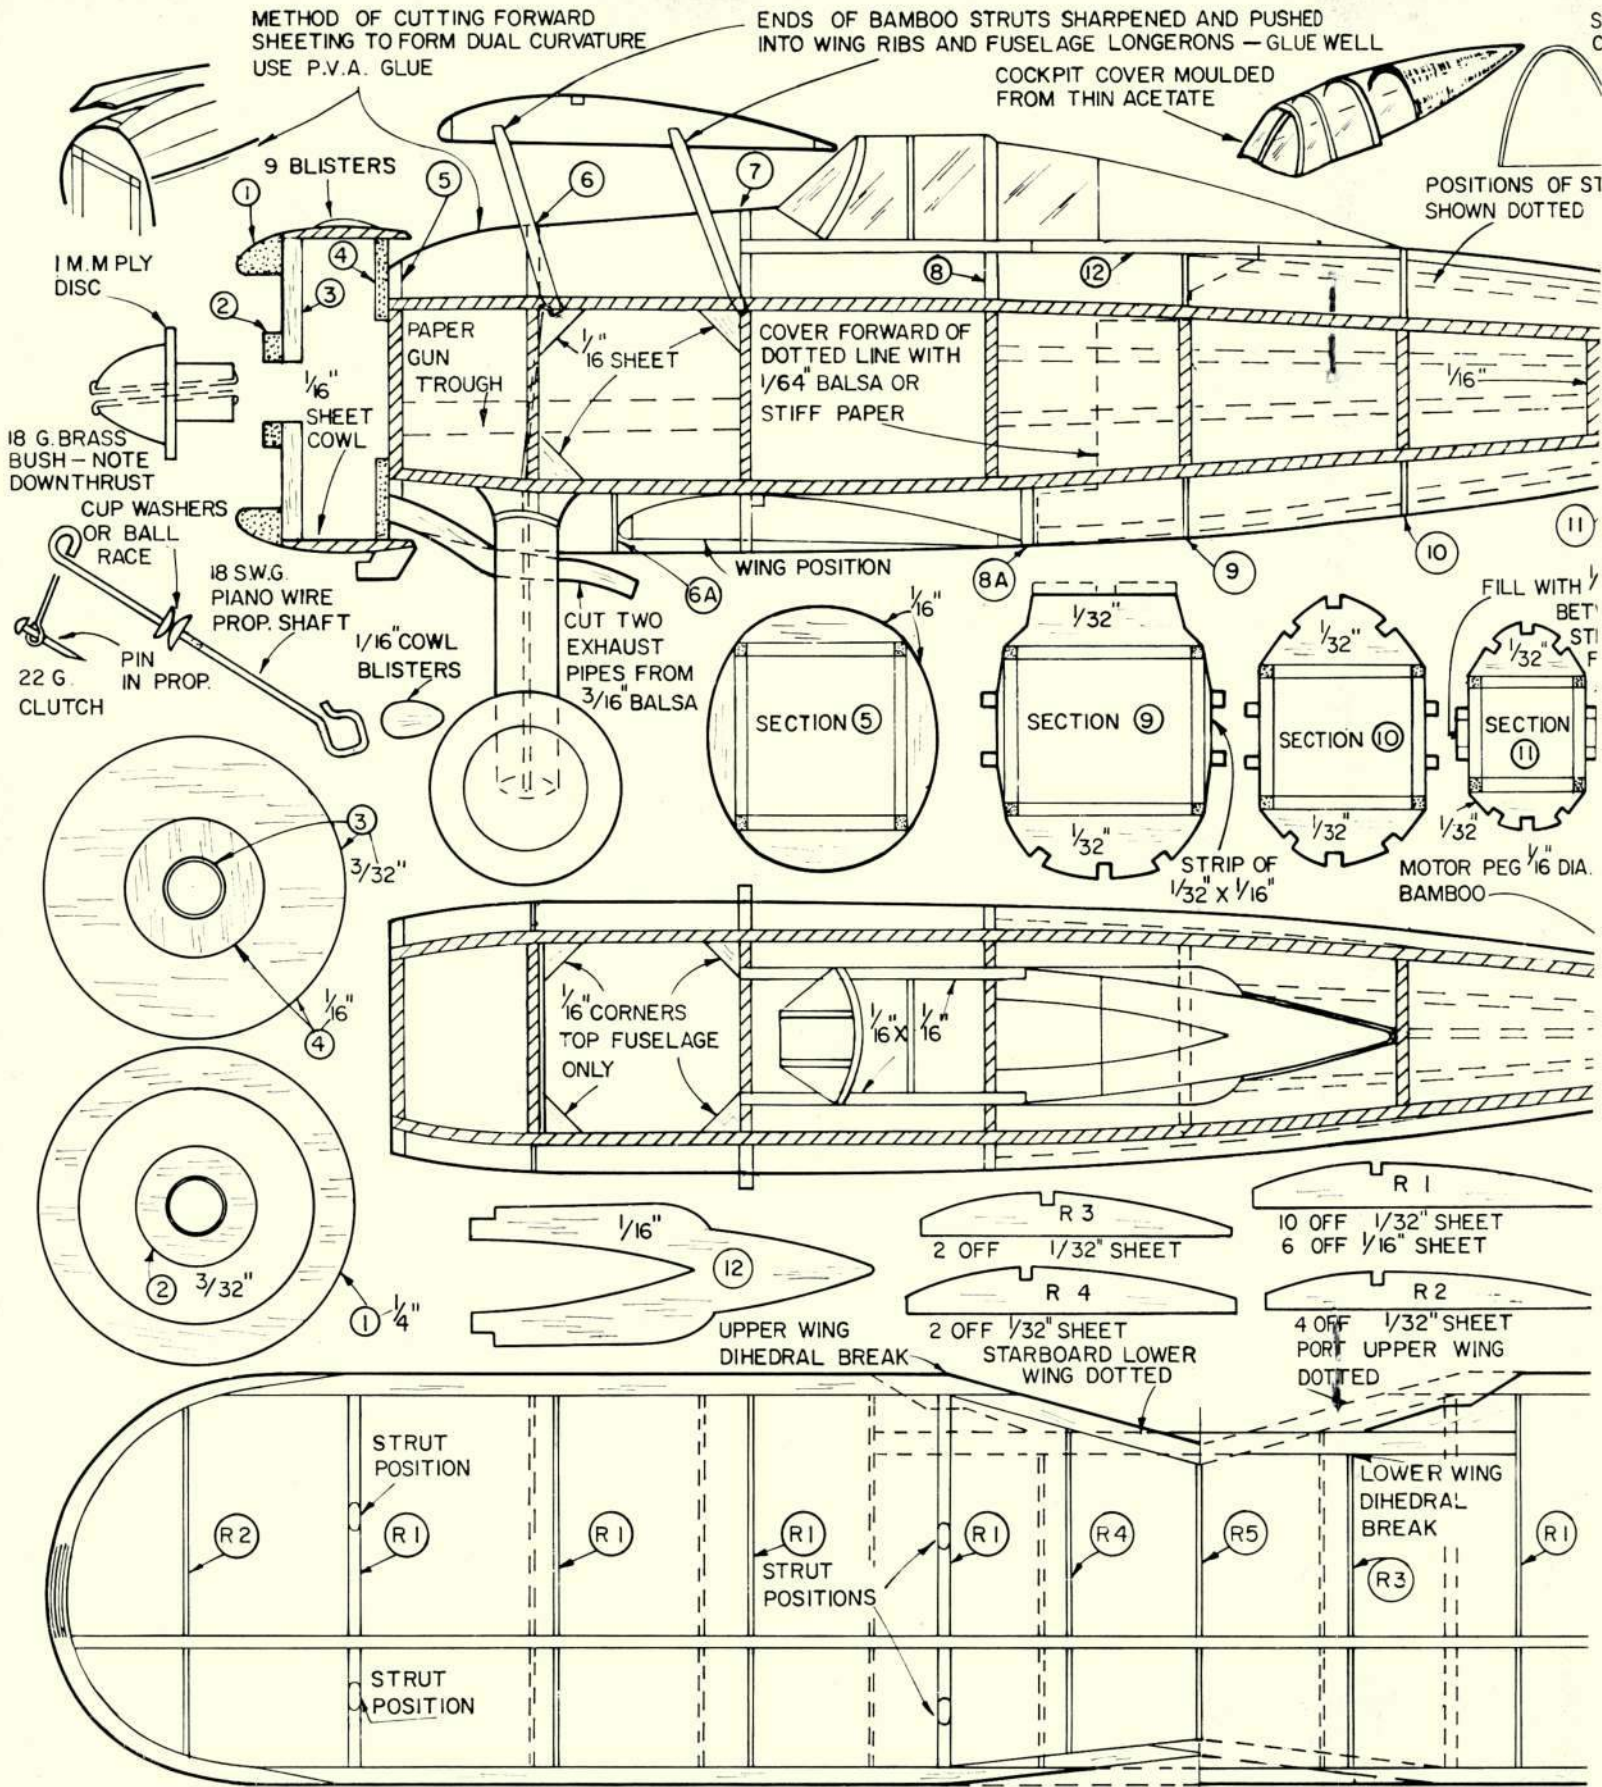 METHOD OF CUTTING FORWARD
SHEETING TO FORM DUAL CURVATURE
USE P.V.A. GLUE
ENDS OF BAMBOO STRUTS SHARPENED AND PUSHED
INTO WING RIBS AND FUSELAGE LONGERONS — GLUE WELL
COCKPIT COVER MOULDED
FROM THIN ACETATE
POSITIONS OF ST
SHOWN DOTTED
9 BLISTERS
1
5
6
7
1 M.M PLY
DISC
4
2
3
8
12
PAPER
GUN
TROUGH
1/16" SHEET
COVER FORWARD OF
DOTTED LINE WITH
1/64" BALSA OR
STIFF PAPER
1/16"
1/16"
SHEET
COWL
18 G. BRASS
BUSH — NOTE
DOWNTHRUST
CUP WASHERS
OR BALL
RACE
18 S.W.G.
PIANO WIRE
PROP. SHAFT
PIN
IN PROP.
22 G.
CLUTCH
1/16" COWL
BLISTERS
CUT TWO
EXHAUST
PIPES FROM
3/16" BALSA
6A
WING POSITION
8A
9
10
11
1/16"
SECTION 5
1/32"
SECTION 9
1/32"
STRIP OF
1/32" X 1/16"
1/32"
SECTION 10
1/32"
FILL WITH
1/32"
SECTION
11
1/32"
MOTOR PEG 1/16" DIA.
BAMBOO
3
3/32"
1/16"
4
1/16" CORNERS
TOP FUSELAGE
ONLY
1/16" X 1/16"
2
3/32"
1
1/4"
1/16"
12
R 3
2 OFF 1/32" SHEET
R 4
2 OFF 1/32" SHEET
R 1
10 OFF 1/32" SHEET
6 OFF 1/16" SHEET
R 2
4 OFF 1/32" SHEET
UPPER WING
DIHEDRAL BREAK
STARBOARD LOWER
WING DOTTED
PORT UPPER WING
DOTTED
STRUT
POSITION
R2
R1
R1
R1
R1
R4
R5
LOWER WING
DIHEDRAL
BREAK
R3
R1
STRUT
POSITIONS
STRUT
POSITION